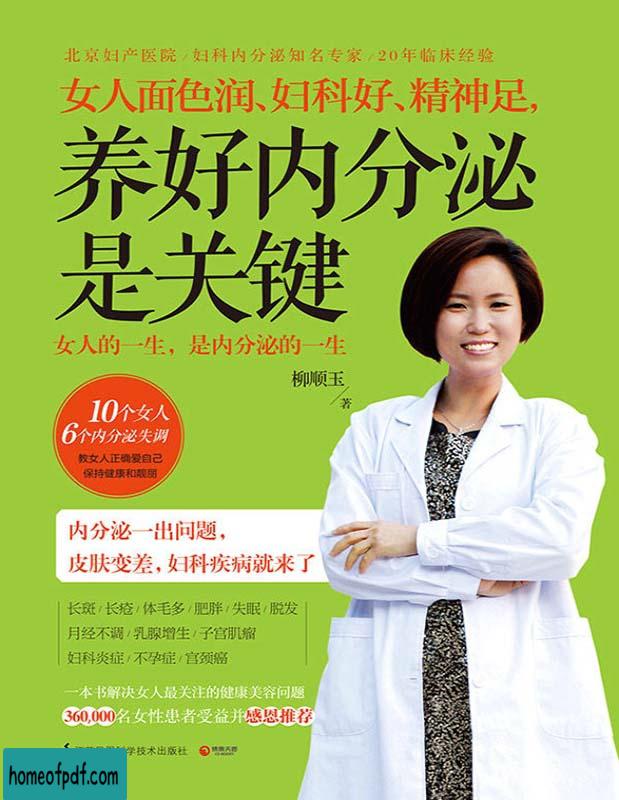 北京妇产医院/妇科内分泌知名专家/20年临床经验
女人面色润、妇科好、精神足,
养好内分泌
是关键
女人的一生，是内分泌的一生
柳顺玉/著
10个女人
6个内分泌失调
教女人正确爱自己
保持健康和靓丽
内分泌一出问题，
皮肤变差，妇科疾病就来了
长斑/长痘/体毛多/肥胖/失眠/脱发
月经不调/乳腺增生/子宫肌瘤
妇科炎症/不孕症/宫颈癌
一本书解决女人最关注的健康美容问题
360,000名女性患者受益并感恩推荐
科学技术出版社
homeofpdf.com